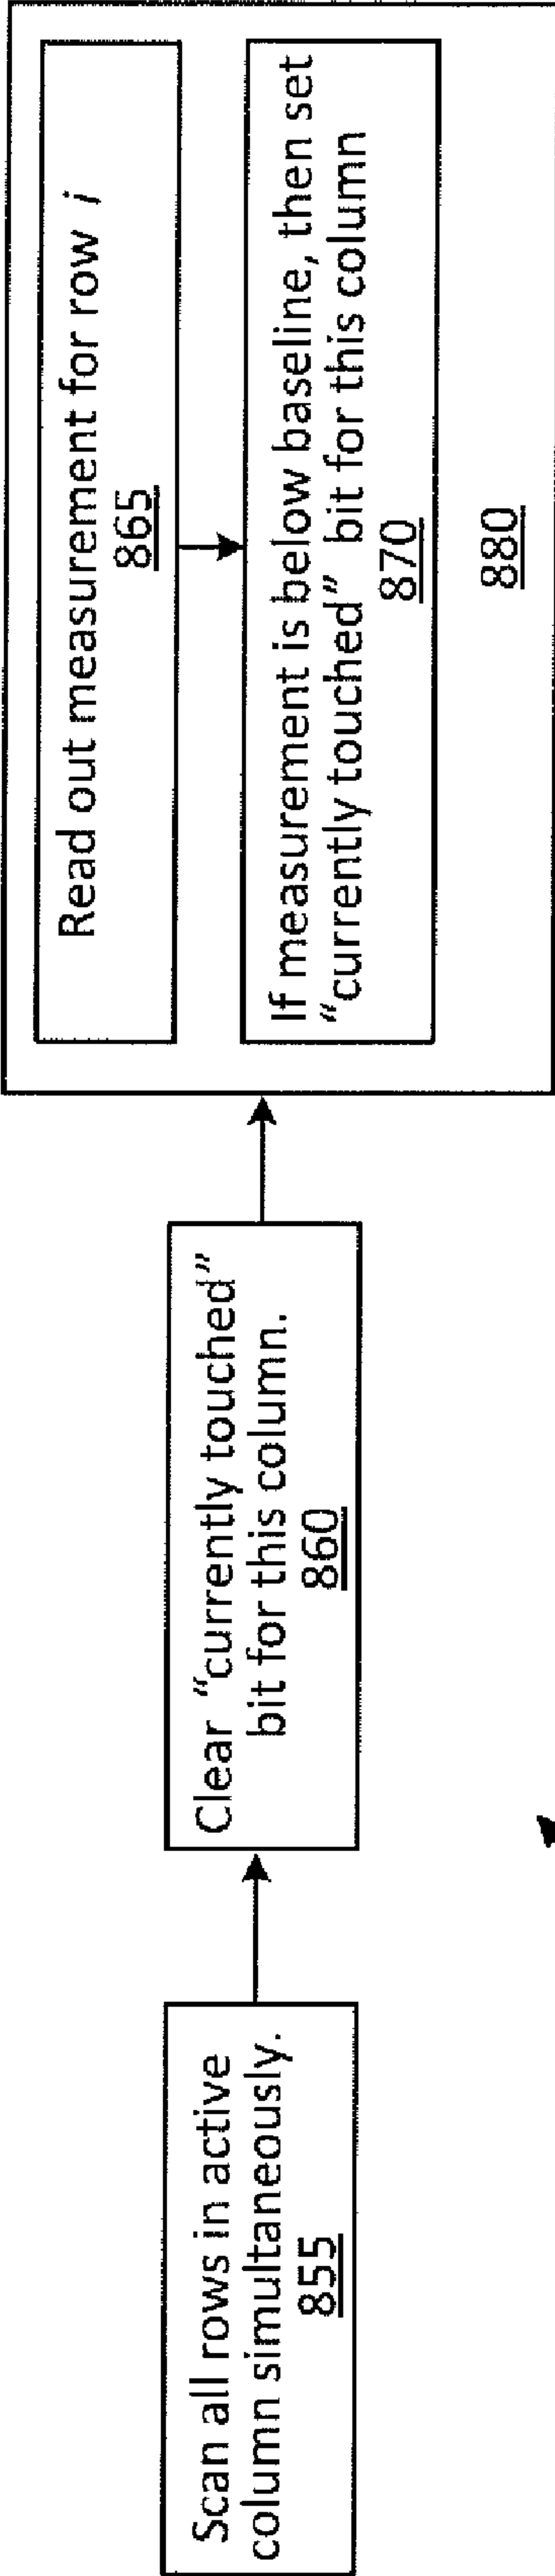 Scan all rows in active
column simultaneously.
855
Clear “currently touched”
bit for this column.
860
Read out measurement for row i
865
If measurement is below baseline, then set
“currently touched” bit for this column
870
880